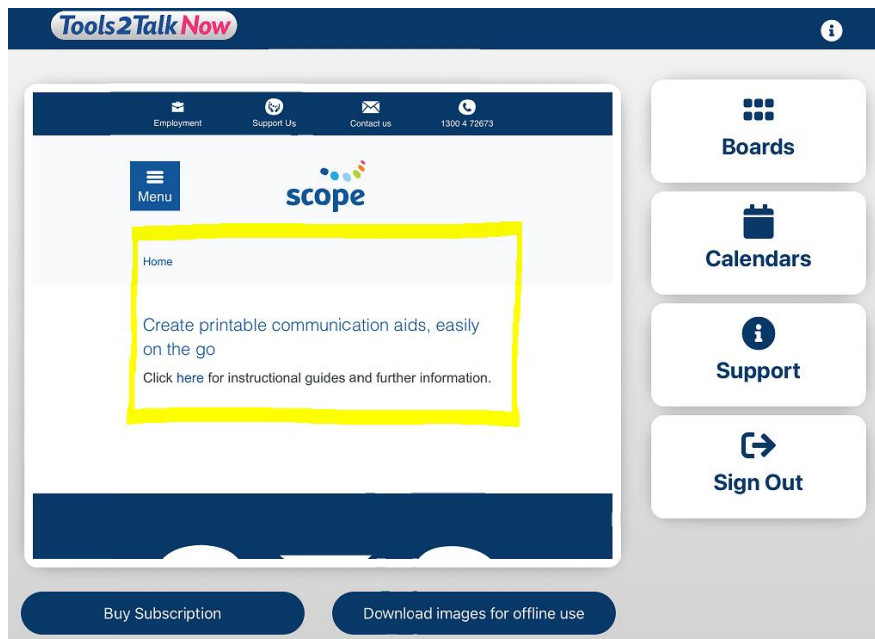 Tools2Talk Now
Employment
Support Us
Contact us
1300 4 72673
Menu
scope
Home
Create printable communication aids, easily
on the go
Click here for instructional guides and further information.
Boards
Calendars
Support
Sign Out
Buy Subscription
Download images for offline use